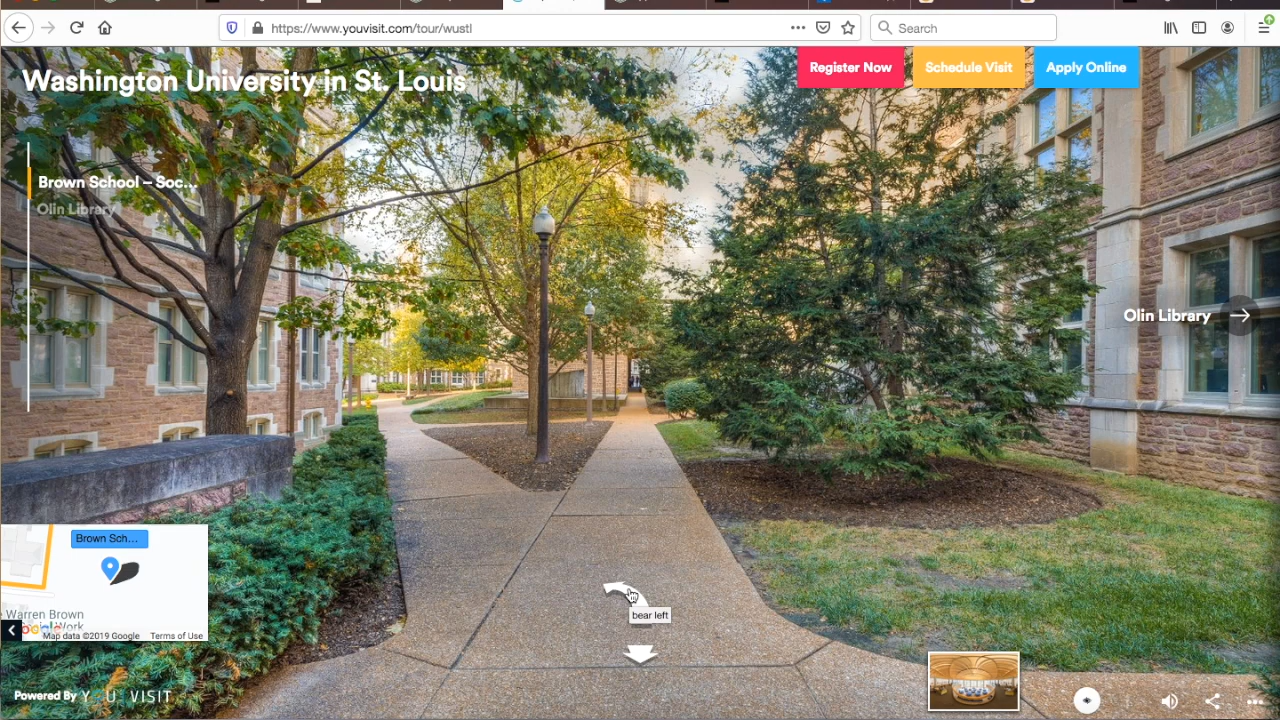 https://www.youvisit.com/tour/wustl
Search
Washington University in St. Louis
Register Now
Schedule Visit
Apply Online
Brown School – Soc...
Olin Library
Olin Library
Brown Sch...
Warren Brown
Work
Map data ©2019 Google
Terms of Use
bear left
Powered By YOUVISIT